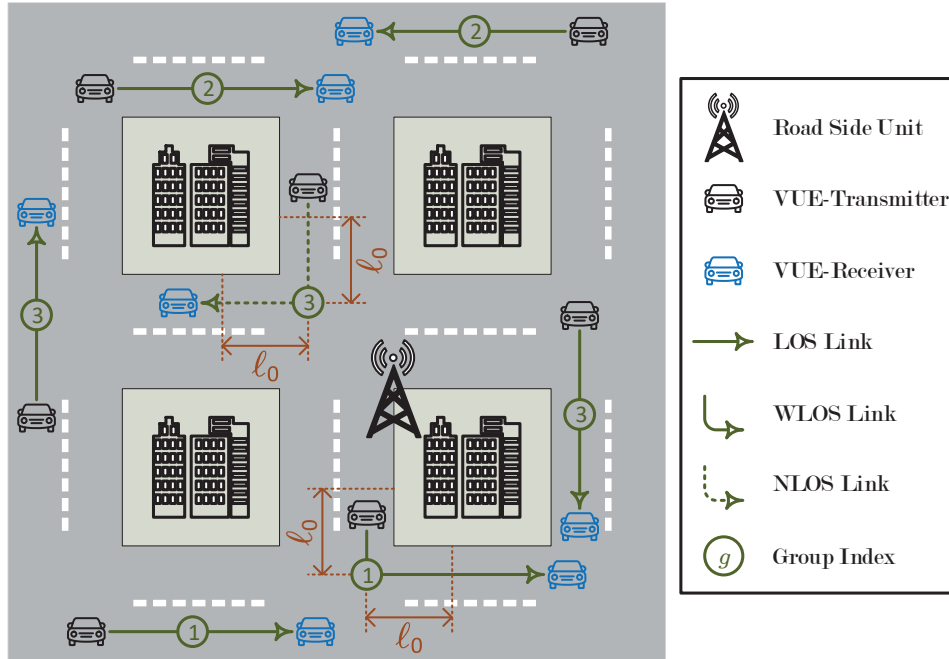 2
2
3
ℓ₀
3
ℓ₀
3
ℓ₀
1
ℓ₀
1
Road Side Unit
VUE-Transmitter
VUE-Receiver
LOS Link
WLOS Link
NLOS Link
g Group Index